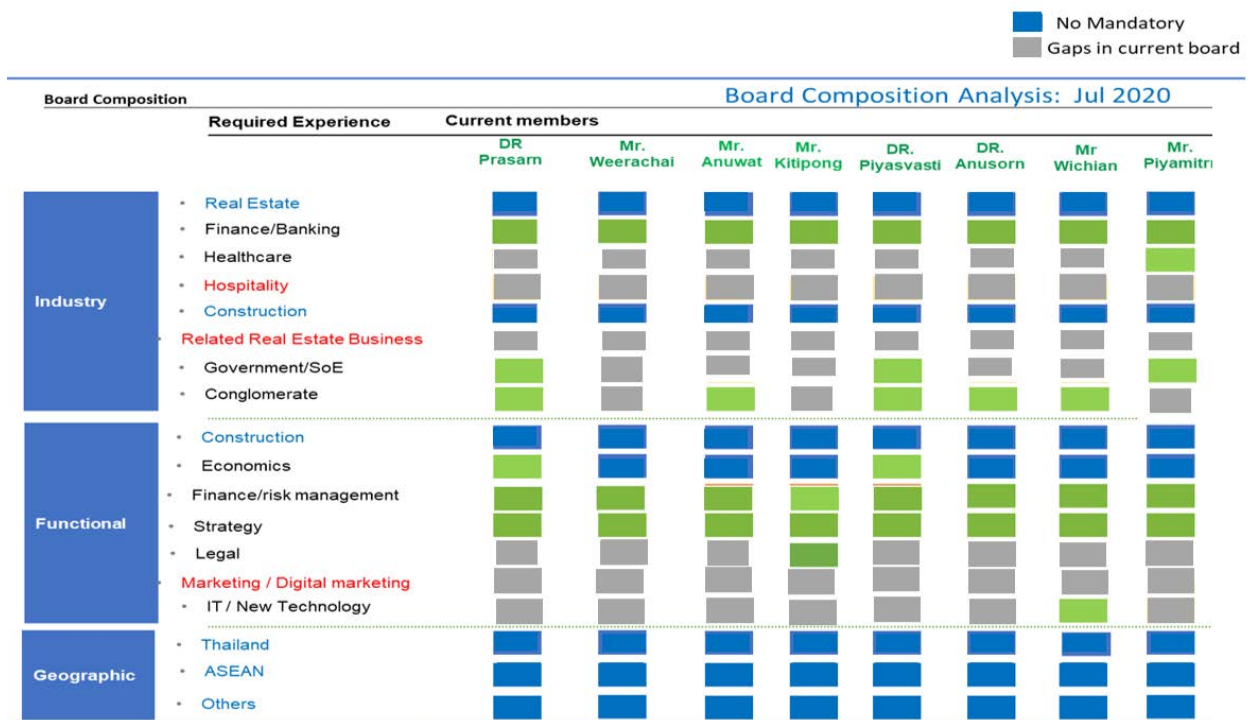 No Mandatory
Gaps in current board
Board Composition
Board Composition Analysis: Jul 2020
Required Experience
Current members
DR Prasarn
Mr. Weerachai
Mr. Anuwat
Mr. Kitipong
DR. Piyasvasti
DR. Anusorn
Mr Wichian
Mr. Piyamitr
Industry
Real Estate
Finance/Banking
Healthcare
Hospitality
Construction
Related Real Estate Business
Government/SoE
Conglomerate
Functional
Construction
Economics
Finance/risk management
Strategy
Legal
Marketing / Digital marketing
IT / New Technology
Geographic
Thailand
ASEAN
Others